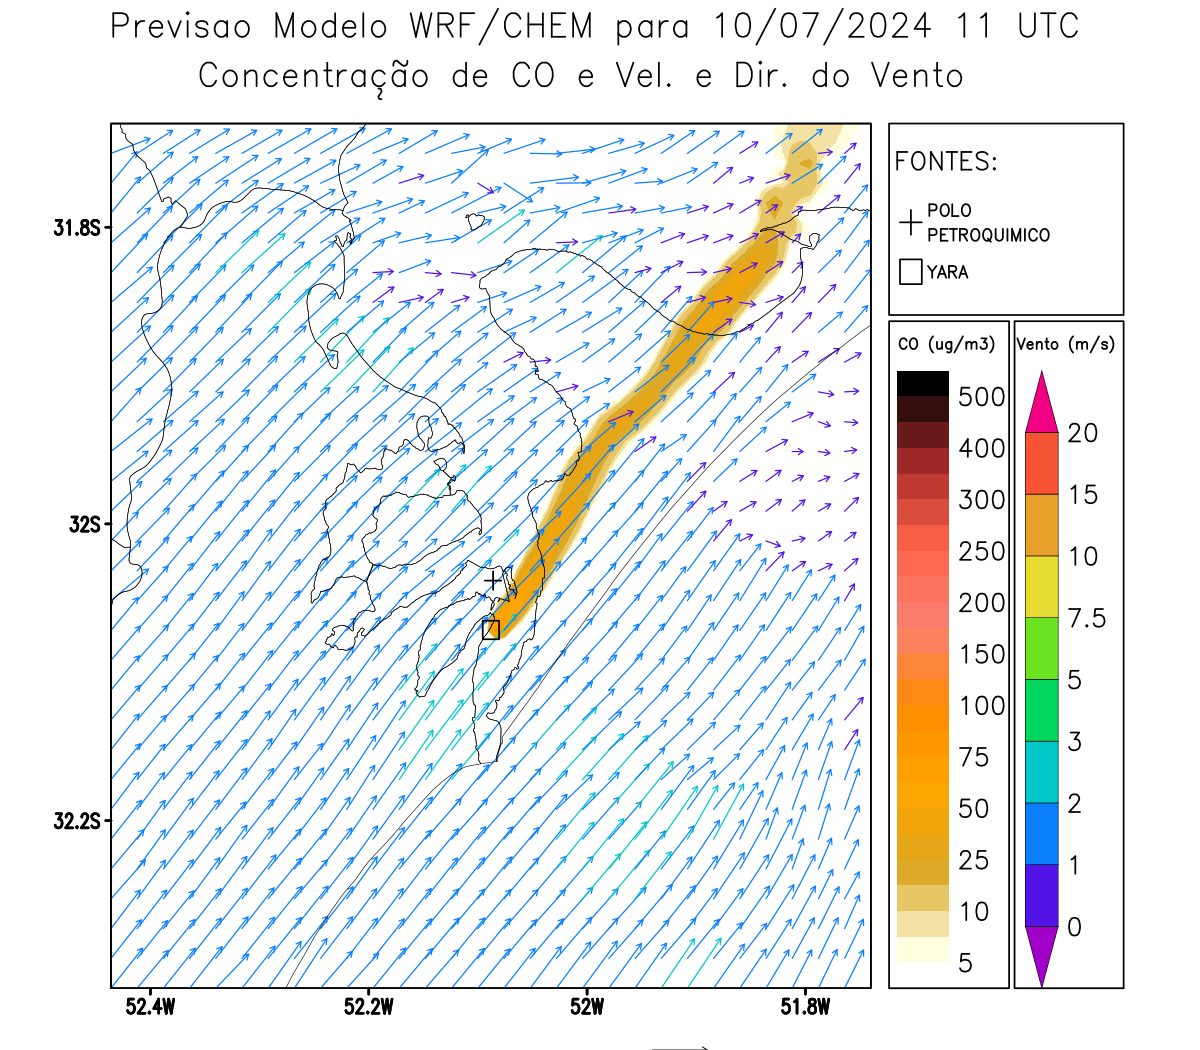 Previsao Modelo WRF/CHEM para 10/07/2024 11 UTC
Concentração de CO e Vel. e Dir. do Vento
FONTES:
POLO
PETROQUIMICO
YARA
CO (ug/m3)
500
400
300
250
200
150
100
75
50
25
10
5
Vento (m/s)
20
15
10
7.5
5
3
2
1
0
31.8S
32S
32.2S
52.4W
52.2W
52W
51.8W